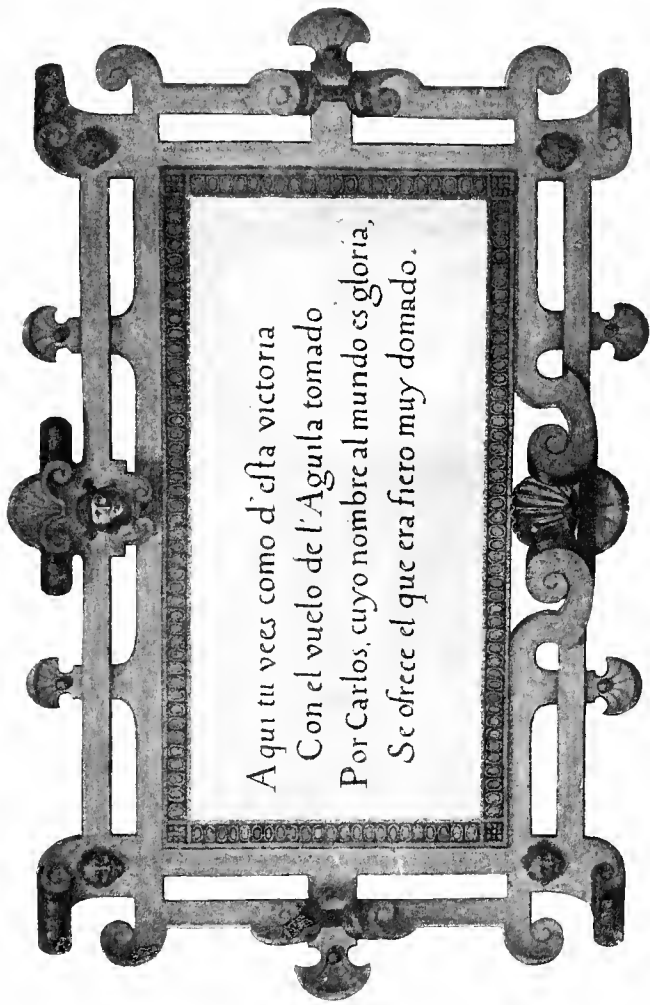 Aqui tu vees como d'esta victoria
Con el vuelo de l'Aguila tomado
Por Carlos, cuyo nombre al mundo es gloria,
Se ofrece el que era fiero muy domado.